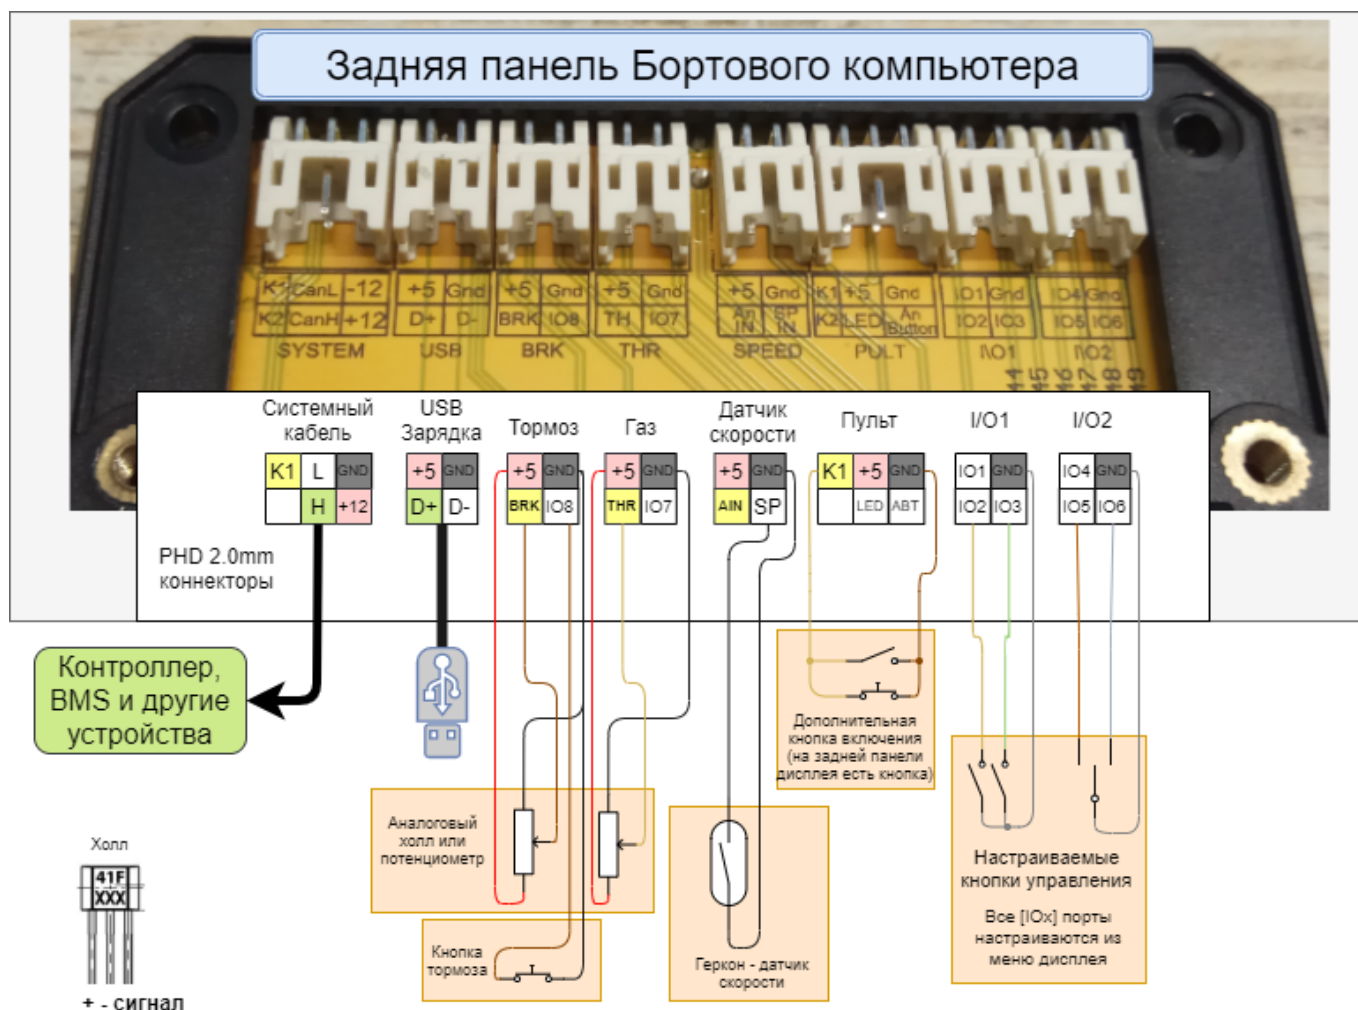 Задняя панель Бортового компьютера
K1 CanL -12
K2 CanH +12
SYSTEM
+5 Gnd
D+ D-
USB
+5 Gnd
BRK IO8
BRK
+5 Gnd
TH IO7
THR
+5 Gnd
An IN SP IN
SPEED
K1 +5 Gnd
K2 LED An Button
PULT
IO1 Gnd
IO2 IO3
I\O1
IO4 Gnd
IO5 IO6
I\O2
Системный
кабель
K1 L GND
H +12
USB
Зарядка
+5 GND
D+ D-
Тормоз
+5 GND
BRK IO8
Газ
+5 GND
THR IO7
Датчик
скорости
+5 GND
AIN SP
Пульт
K1 +5 GND
LED ABT
I/O1
IO1 GND
IO2 IO3
I/O2
IO4 GND
IO5 IO6
PHD 2.0mm
коннекторы
Контроллер,
BMS и другие
устройства
Дополнительная
кнопка включения
(на задней панели
дисплея есть кнопка)
Аналоговый
холл или
потенциометр
Кнопка
тормоза
Геркон - датчик
скорости
Настраиваемые
кнопки управления
Все [IOx] порты
настраиваются из
меню дисплея
Холл
41F
XXX
+ - сигнал